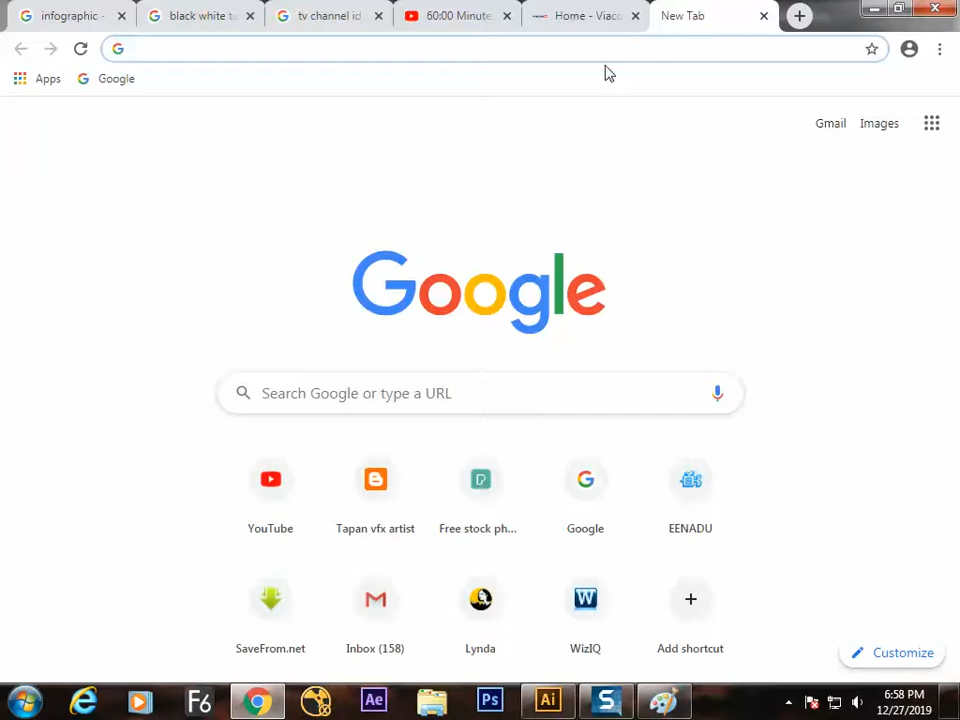 infographic -
black white t
tv channel id
60:00 Minute
Home - Viaco
New Tab
Apps
Google
Gmail
Images
Google
Search Google or type a URL
YouTube
Tapan vfx artist
Free stock ph...
Google
EENADU
SaveFrom.net
Inbox (158)
Lynda
W
WizIQ
Add shortcut
Customize
F6
Ae
Ps
Ai
S
6:58 PM
12/27/2019